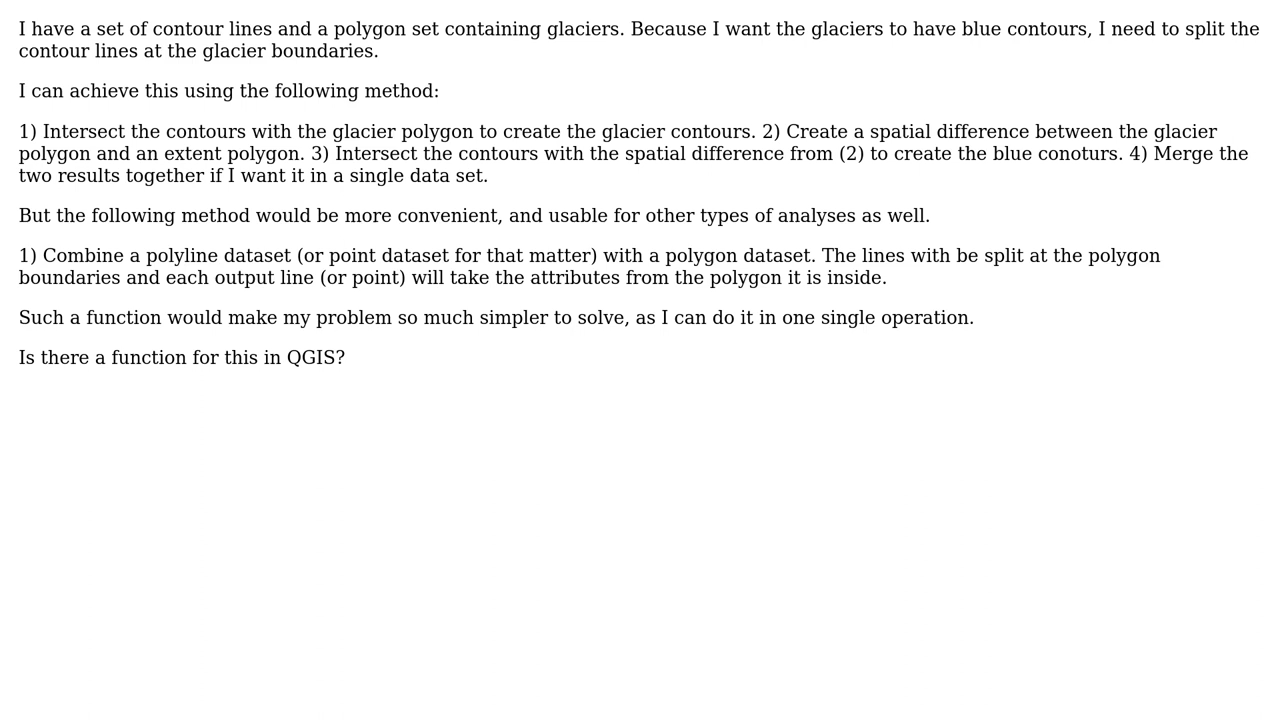 I have a set of contour lines and a polygon set containing glaciers. Because I want the glaciers to have blue contours, I need to split the
contour lines at the glacier boundaries.
I can achieve this using the following method:
1) Intersect the contours with the glacier polygon to create the glacier contours. 2) Create a spatial difference between the glacier
polygon and an extent polygon. 3) Intersect the contours with the spatial difference from (2) to create the blue conoturs. 4) Merge the
two results together if I want it in a single data set.
But the following method would be more convenient, and usable for other types of analyses as well.
1) Combine a polyline dataset (or point dataset for that matter) with a polygon dataset. The lines with be split at the polygon
boundaries and each output line (or point) will take the attributes from the polygon it is inside.
Such a function would make my problem so much simpler to solve, as I can do it in one single operation.
Is there a function for this in QGIS?